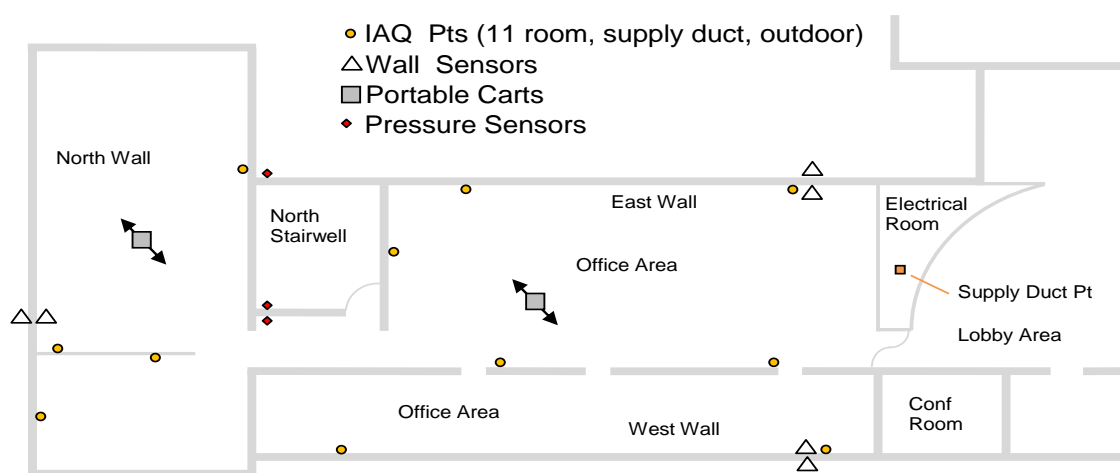 IAQ Pts (11 room, supply duct, outdoor)
Wall Sensors
Portable Carts
Pressure Sensors
North Wall
North
Stairwell
East Wall
Electrical
Room
Office Area
Supply Duct Pt
Lobby Area
Office Area
West Wall
Conf
Room